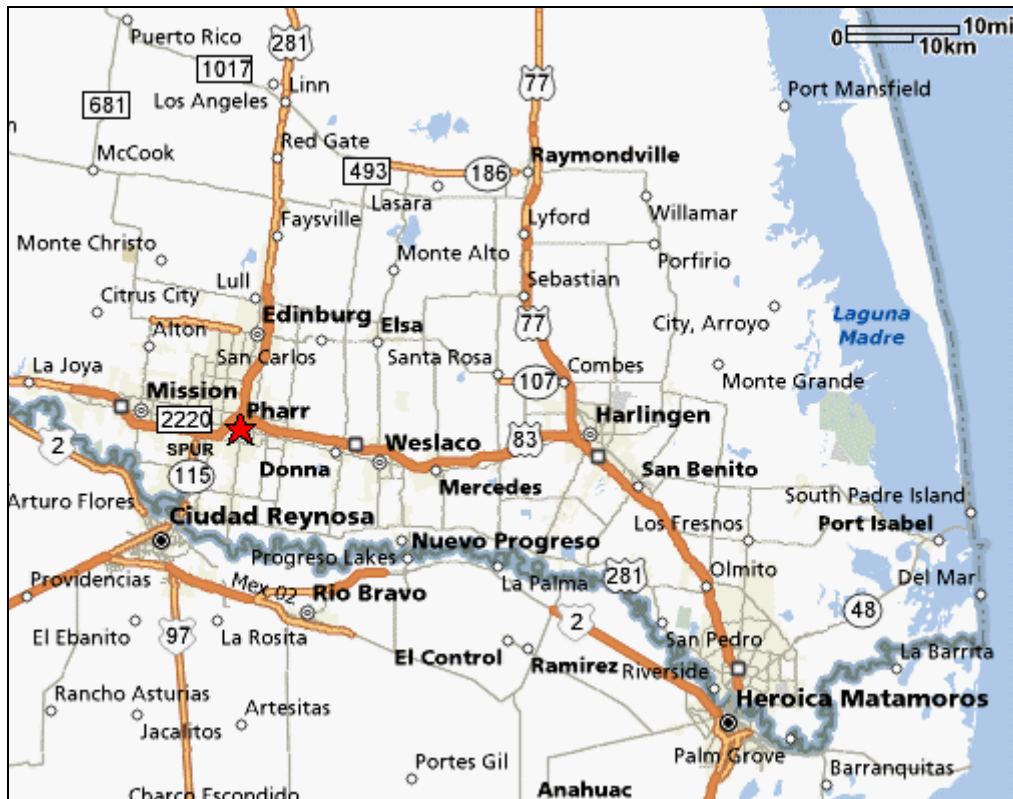 0 10mi
10km
Puerto Rico
281
1017
Linn
77
Port Mansfield
681
Los Angeles
Red Gate
McCook
493
186
Raymondville
Lasara
Faysville
Lyford
Willamar
Monte Christo
Monte Alto
Porfirio
Lull
Sebastian
Citrus City
Edinburg
Elsa
77
City, Arroyo
Laguna
Madre
Alton
San Carlos
Santa Rosa
Combes
La Joya
107
Monte Grande
Mission
Pharr
Harlingen
2220
SPUR
115
Weslaco
83
2
Donna
Mercedes
San Benito
Arturo Flores
South Padre Island
Ciudad Reynosa
Los Fresnos
Port Isabel
Nuevo Progreso
Progreso Lakes
Providencias
Mex 02
Rio Bravo
La Palma
281
Olmito
Del Mar
48
El Ebanito
97
La Rosita
2
San Pedro
El Control
Ramirez
Riverside
La Barrita
Rancho Asturias
Artesitas
Heroica Matamoros
Jacalitos
Portes Gil
Palm Grove
Barranquitas
Charco Escondido
Anahuac